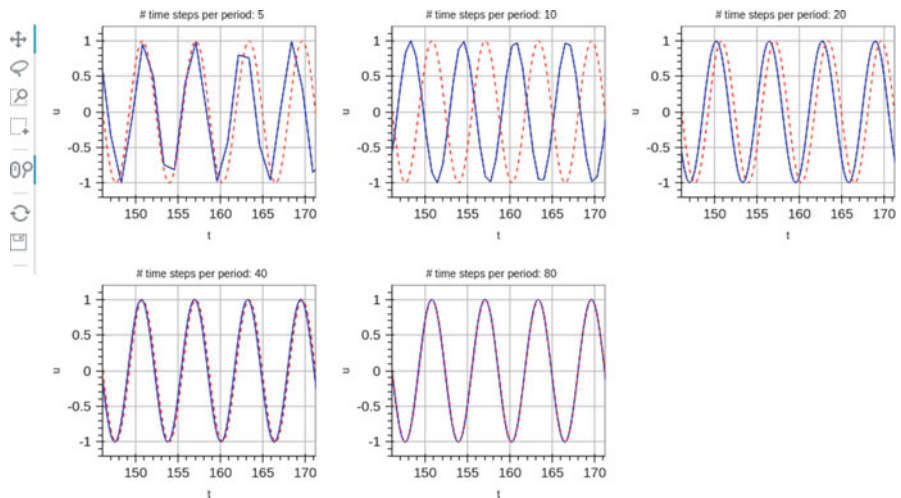 # time steps per period: 5
1
0.5
0
-0.5
-1
u
150 155 160 165 170
t
# time steps per period: 10
1
0.5
0
-0.5
-1
u
150 155 160 165 170
t
# time steps per period: 20
1
0.5
0
-0.5
-1
u
150 155 160 165 170
t
# time steps per period: 40
1
0.5
0
-0.5
-1
u
150 155 160 165 170
t
# time steps per period: 80
1
0.5
0
-0.5
-1
u
150 155 160 165 170
t